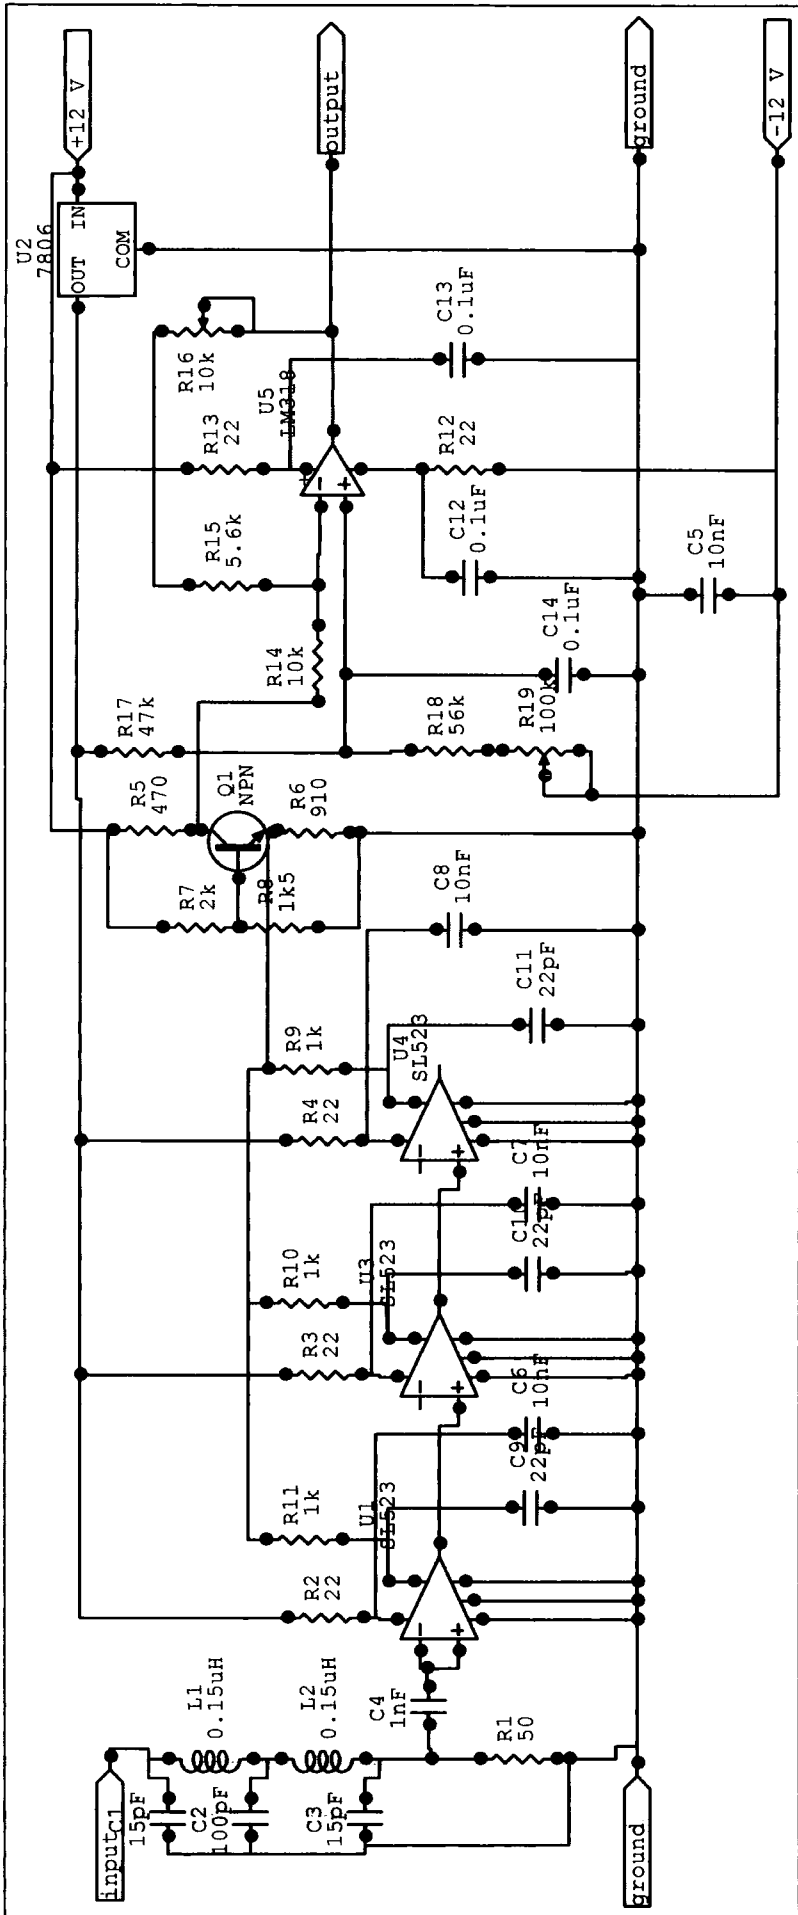 +12 V
output
ground
-12 V
U2
7806
OUT IN
COM
R16
10k
C13
0.1uF
U5
LM318
R13
22
R12
22
R15
5.6k
C12
0.1uF
C5
10nF
R14
10k
C14
0.1uF
R17
47k
R18
56k
R19
100k
R5
470
Q1
NPN
R6
910
R7
2k
R8
1k5
C8
10nF
C11
22pF
R9
1k
U4
SL523
R4
22
C7
10nF
22pF
R10
1k
U3
SL523
R3
22
C6
10nF
C9
22pF
R11
1k
U1
SL523
R2
22
L1
0.15uH
L2
0.15uH
C4
1nF
R1
50
C1
15pF
C2
100pF
C3
15pF
input
ground